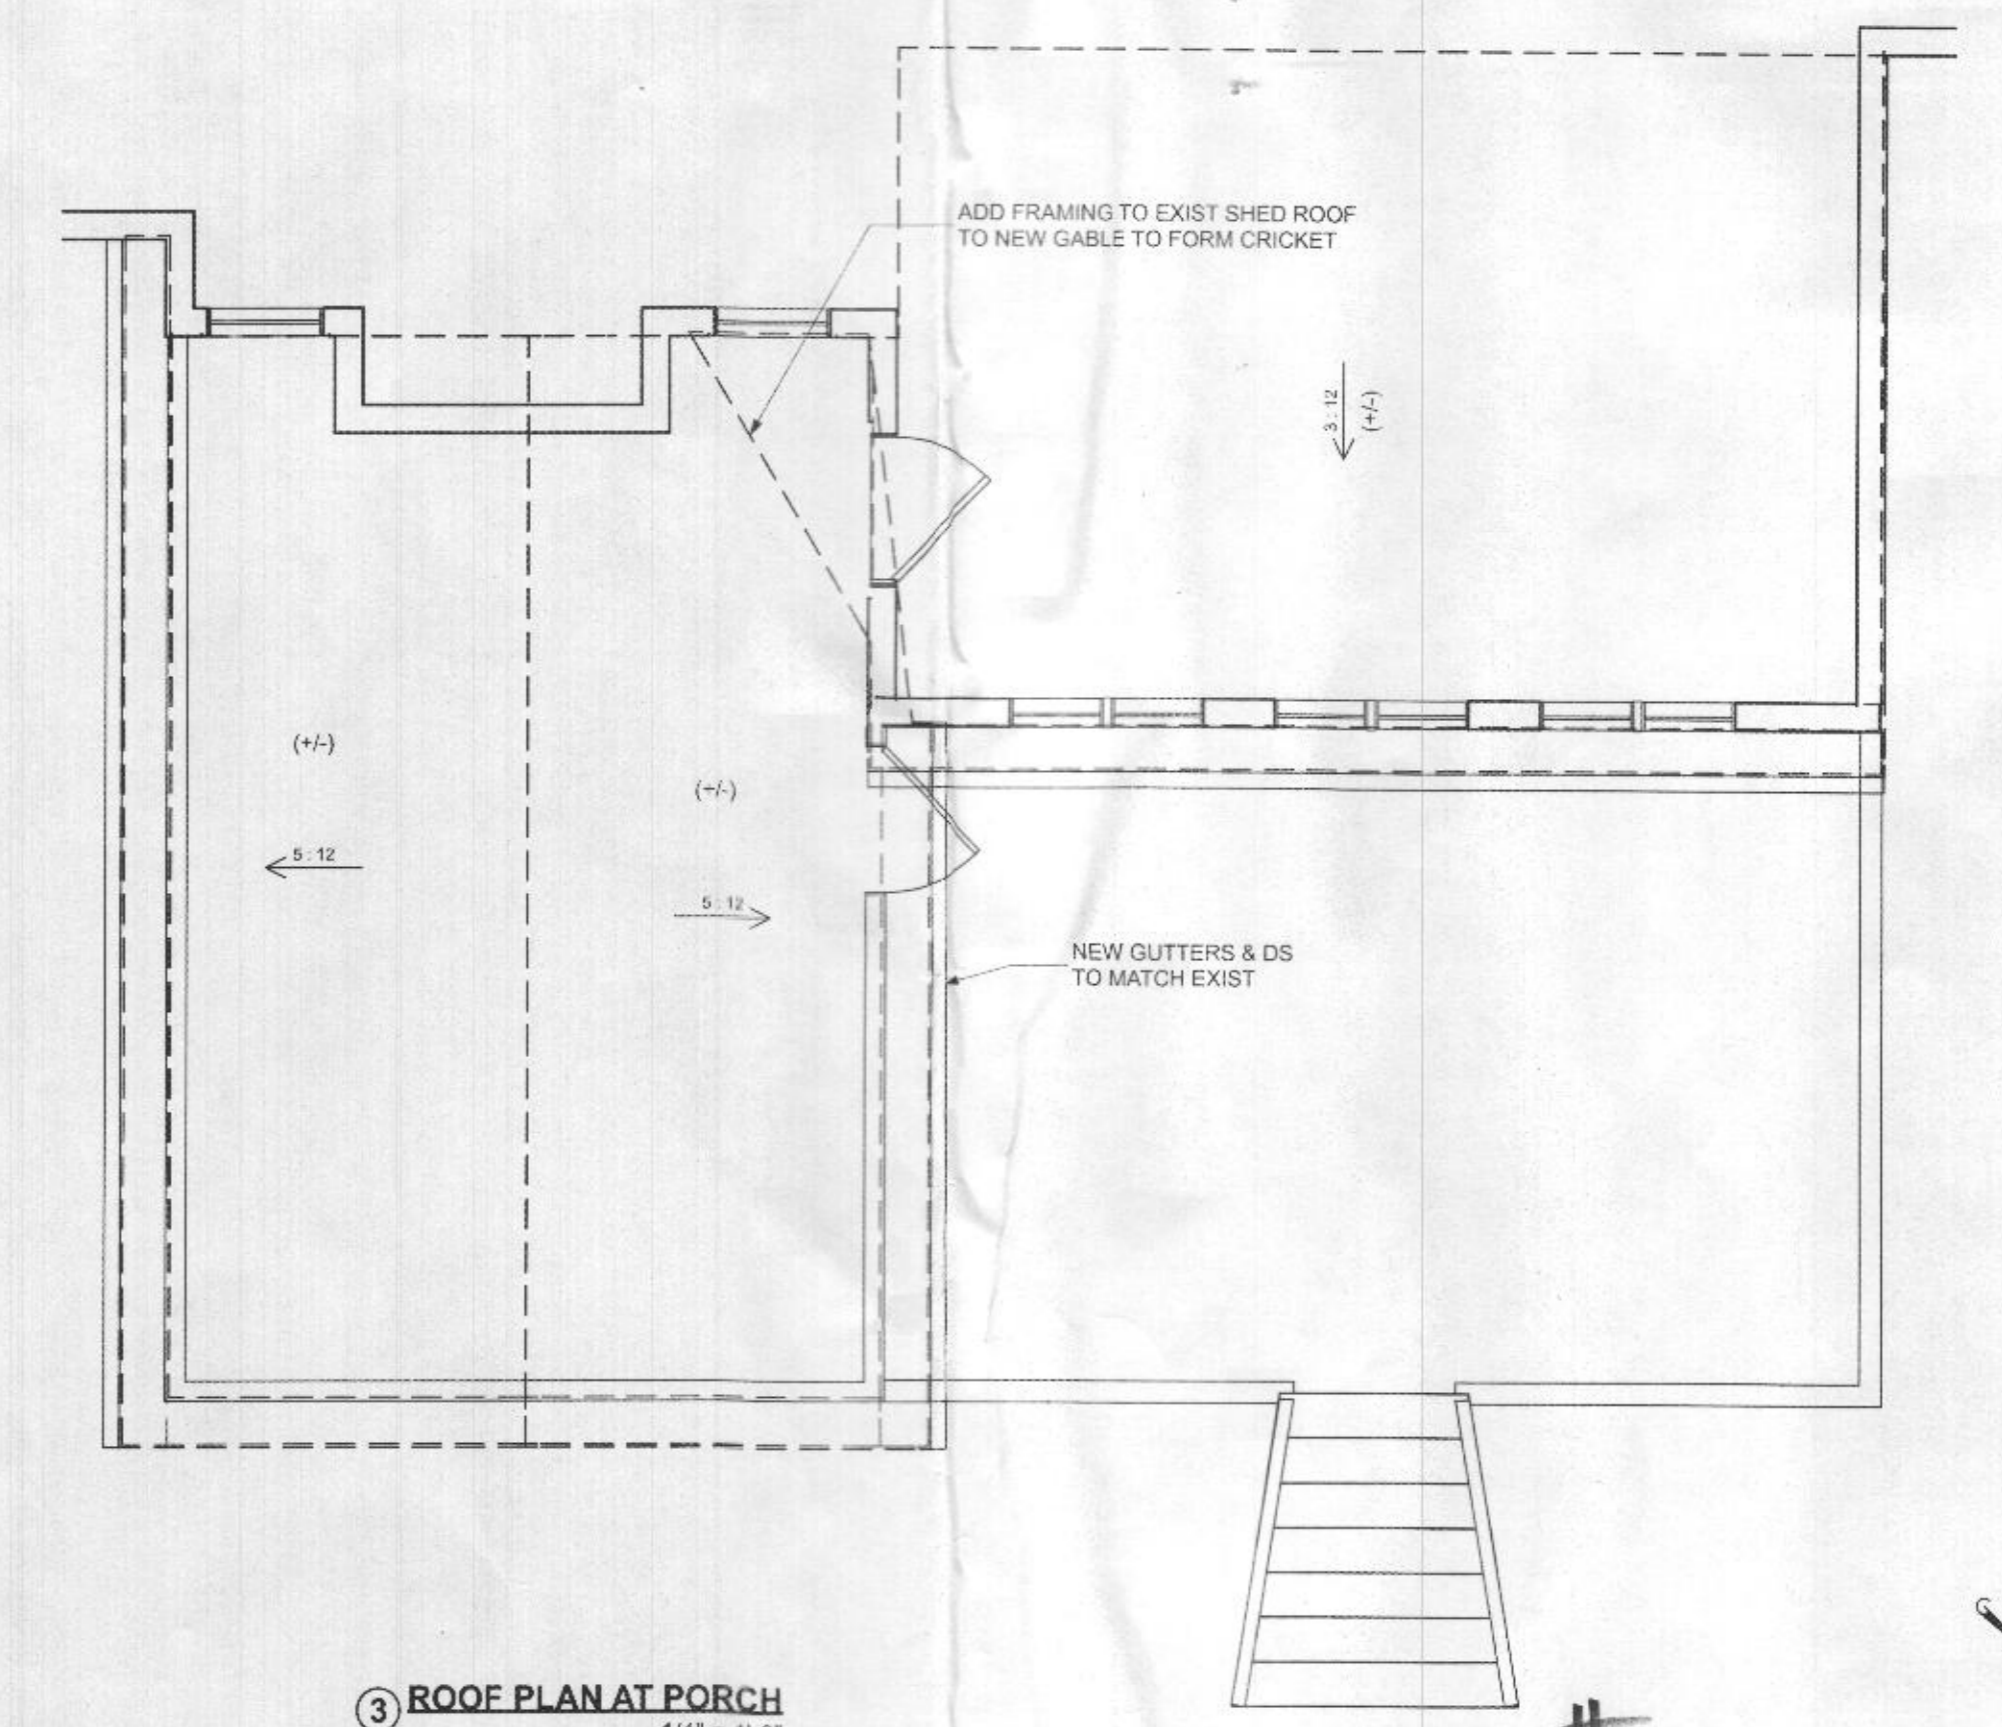 ADD FRAMING TO EXIST SHED ROOF
TO NEW GABLE TO FORM CRICKET
3 : 12
(+/-)
(+/-)
(+/-)
5 : 12
5 : 12
NEW GUTTERS & DS
TO MATCH EXIST
3 ROOF PLAN AT PORCH